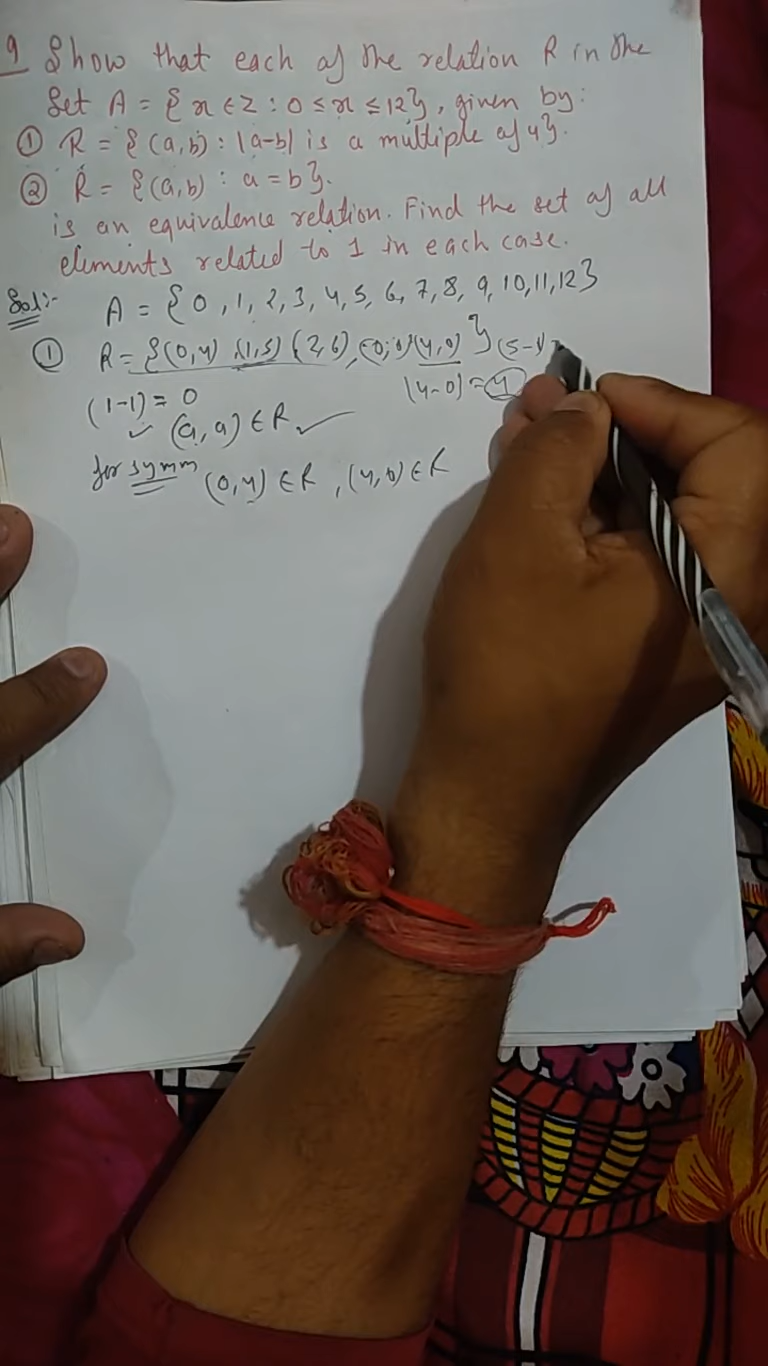 9 Show that each of the relation R in the
Set A = { x ∈ Z : 0 ≤ x ≤ 12}, given by:
① R = {(a,b) : |a-b| is a multiple of 4}.
② R = {(a,b) : a = b}.
is an equivalence relation. Find the set of all
elements related to 1 in each case.
Sol:- A = {0, 1, 2, 3, 4, 5, 6, 7, 8, 9, 10, 11, 12}
① R = {(0,4) (1,5) (2,6), (0,0) (4,0) } (5-1) =
(1-1) = 0 (4-0) = 4
✓ (a, a) ∈ R ✓
for symm (0,4) ∈ R , (4,0) ∈ R